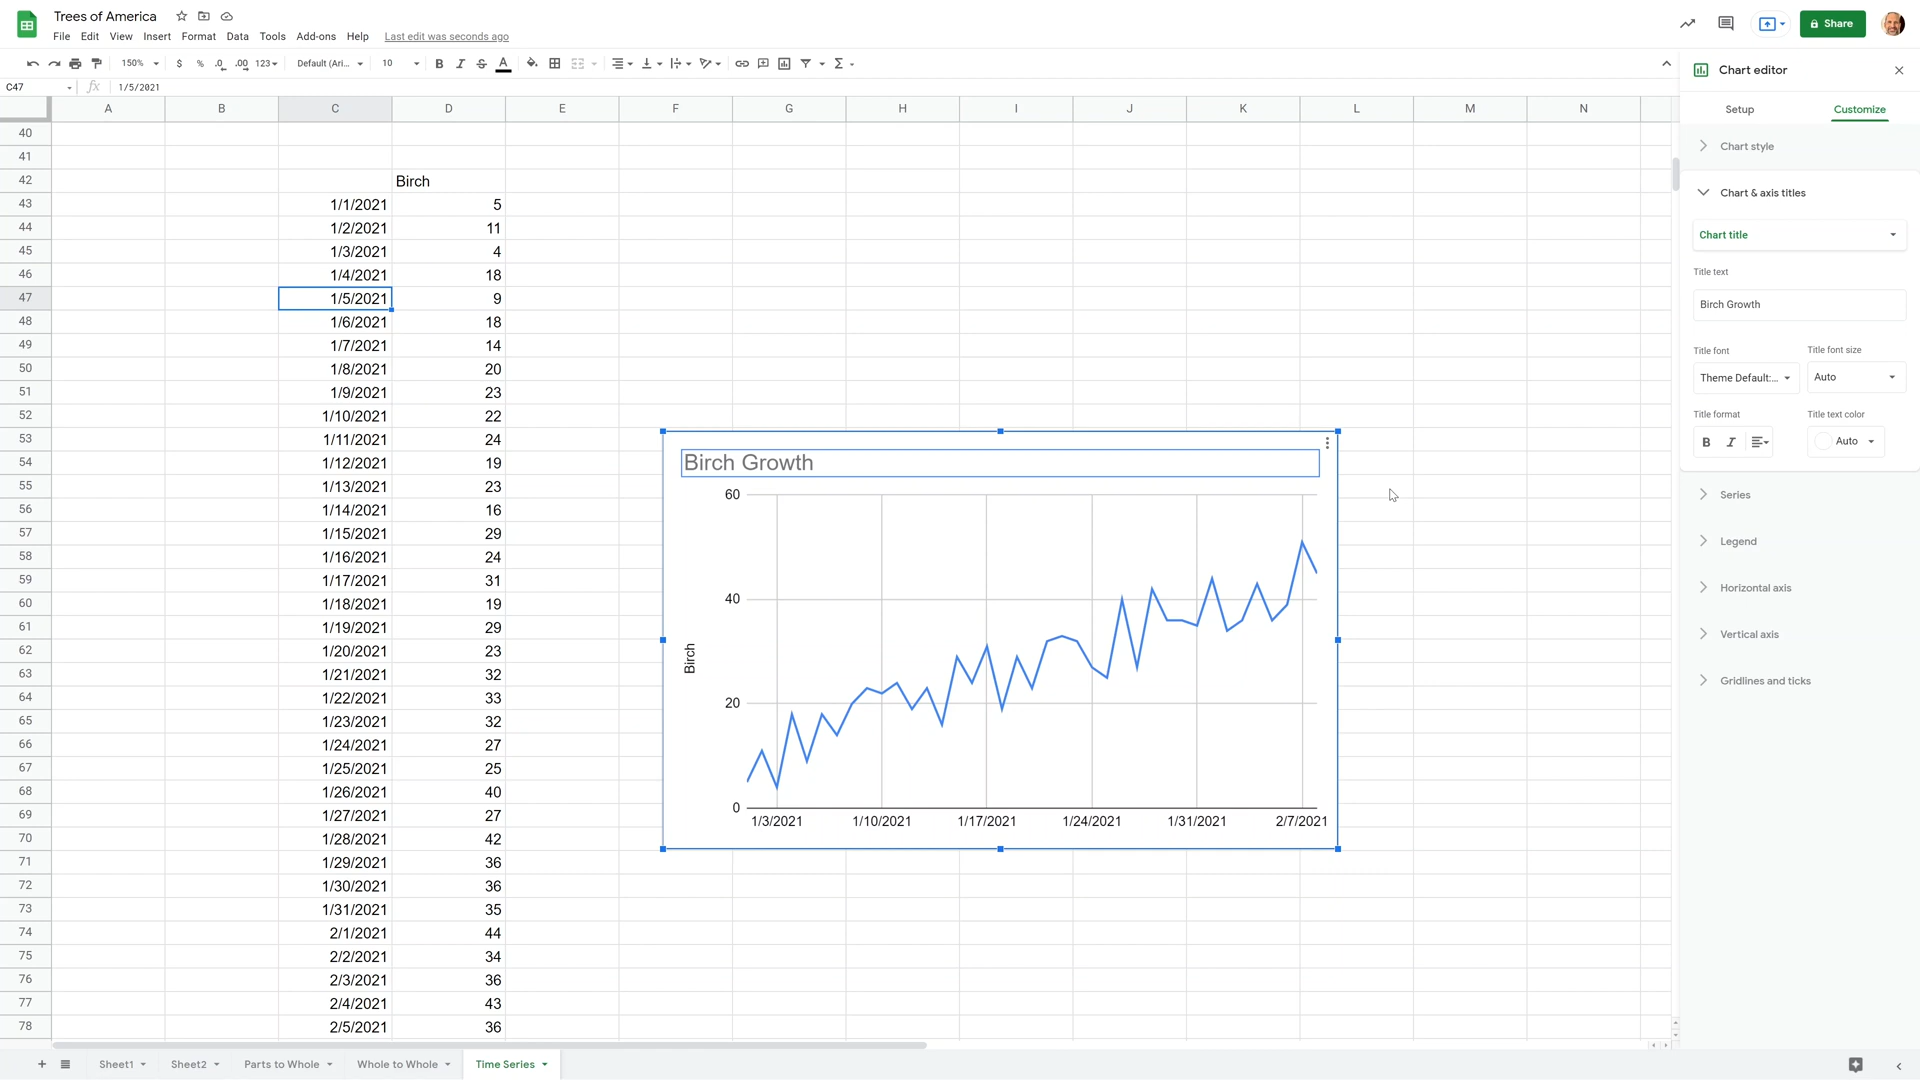 Trees of America
File Edit View Insert Format Data Tools Add-ons Help Last edit was seconds ago
Share
150% $ % .0 .00 123 Default (Ari... 10
C47 fx 1/5/2021
A B C D E F G H I J K L M N
40
41
42 Birch
43 1/1/2021 5
44 1/2/2021 11
45 1/3/2021 4
46 1/4/2021 18
47 1/5/2021 9
48 1/6/2021 18
49 1/7/2021 14
50 1/8/2021 20
51 1/9/2021 23
52 1/10/2021 22
53 1/11/2021 24
54 1/12/2021 19
55 1/13/2021 23
56 1/14/2021 16
57 1/15/2021 29
58 1/16/2021 24
59 1/17/2021 31
60 1/18/2021 19
61 1/19/2021 29
62 1/20/2021 23
63 1/21/2021 32
64 1/22/2021 33
65 1/23/2021 32
66 1/24/2021 27
67 1/25/2021 25
68 1/26/2021 40
69 1/27/2021 27
70 1/28/2021 42
71 1/29/2021 36
72 1/30/2021 36
73 1/31/2021 35
74 2/1/2021 44
75 2/2/2021 34
76 2/3/2021 36
77 2/4/2021 43
78 2/5/2021 36
Birch Growth
60
40
20
0
Birch
1/3/2021 1/10/2021 1/17/2021 1/24/2021 1/31/2021 2/7/2021
Chart editor
Setup Customize
Chart style
Chart & axis titles
Chart title
Title text
Birch Growth
Title font Title font size
Theme Default:... Auto
Title format Title text color
B I Auto
Series
Legend
Horizontal axis
Vertical axis
Gridlines and ticks
Sheet1 Sheet2 Parts to Whole Whole to Whole Time Series